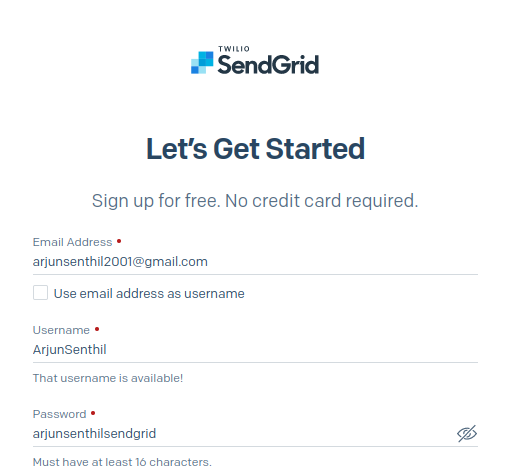 TWILIO
SendGrid
Let's Get Started
Sign up for free. No credit card required.
Email Address •
arjunsenthil2001@gmail.com
Use email address as username
Username •
ArjunSenthil
That username is available!
Password •
arjunsenthilsendgrid
Must have at least 16 characters.